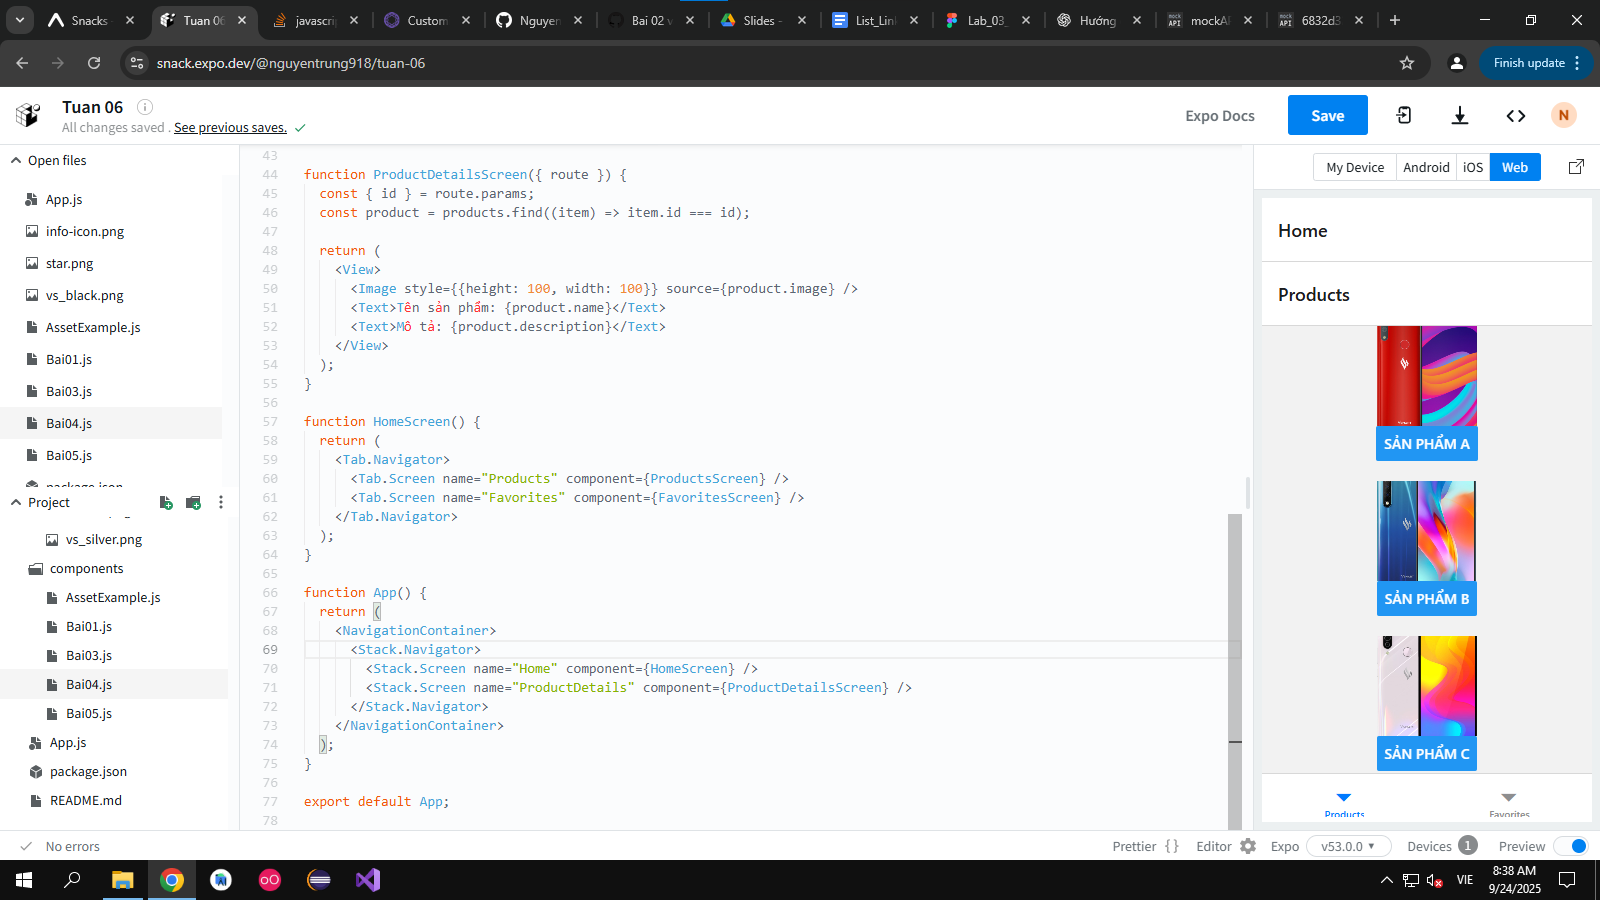 Snacks
Tuan 06
javascrip
Custom
Nguyen
Bai 02 v
Slides -
List_Link
Lab_03_
Hướng
mockA
6832d3
snack.expo.dev/@nguyentrung918/tuan-06
Finish update
Tuan 06
All changes saved . See previous saves.
Expo Docs
Save
N
Open files
App.js
info-icon.png
star.png
vs_black.png
AssetExample.js
Bai01.js
Bai03.js
Bai04.js
Bai05.js
package.json
Project
vs_silver.png
components
AssetExample.js
Bai01.js
Bai03.js
Bai04.js
Bai05.js
App.js
package.json
README.md
43
44 function ProductDetailsScreen({ route }) {
45 const { id } = route.params;
46 const product = products.find((item) => item.id === id);
47
48 return (
49 <View>
50 <Image style={{height: 100, width: 100}} source={product.image} />
51 <Text>Tên sản phẩm: {product.name}</Text>
52 <Text>Mô tả: {product.description}</Text>
53 </View>
54 );
55 }
56
57 function HomeScreen() {
58 return (
59 <Tab.Navigator>
60 <Tab.Screen name="Products" component={ProductsScreen} />
61 <Tab.Screen name="Favorites" component={FavoritesScreen} />
62 </Tab.Navigator>
63 );
64 }
65
66 function App() {
67 return (
68 <NavigationContainer>
69 <Stack.Navigator>
70 <Stack.Screen name="Home" component={HomeScreen} />
71 <Stack.Screen name="ProductDetails" component={ProductDetailsScreen} />
72 </Stack.Navigator>
73 </NavigationContainer>
74 );
75 }
76
77 export default App;
78
My Device
Android
iOS
Web
Home
Products
SẢN PHẨM A
SẢN PHẨM B
SẢN PHẨM C
Products
Favorites
No errors
Prettier { }
Editor
Expo
v53.0.0
Devices 1
Preview
VIE
8:38 AM
9/24/2025